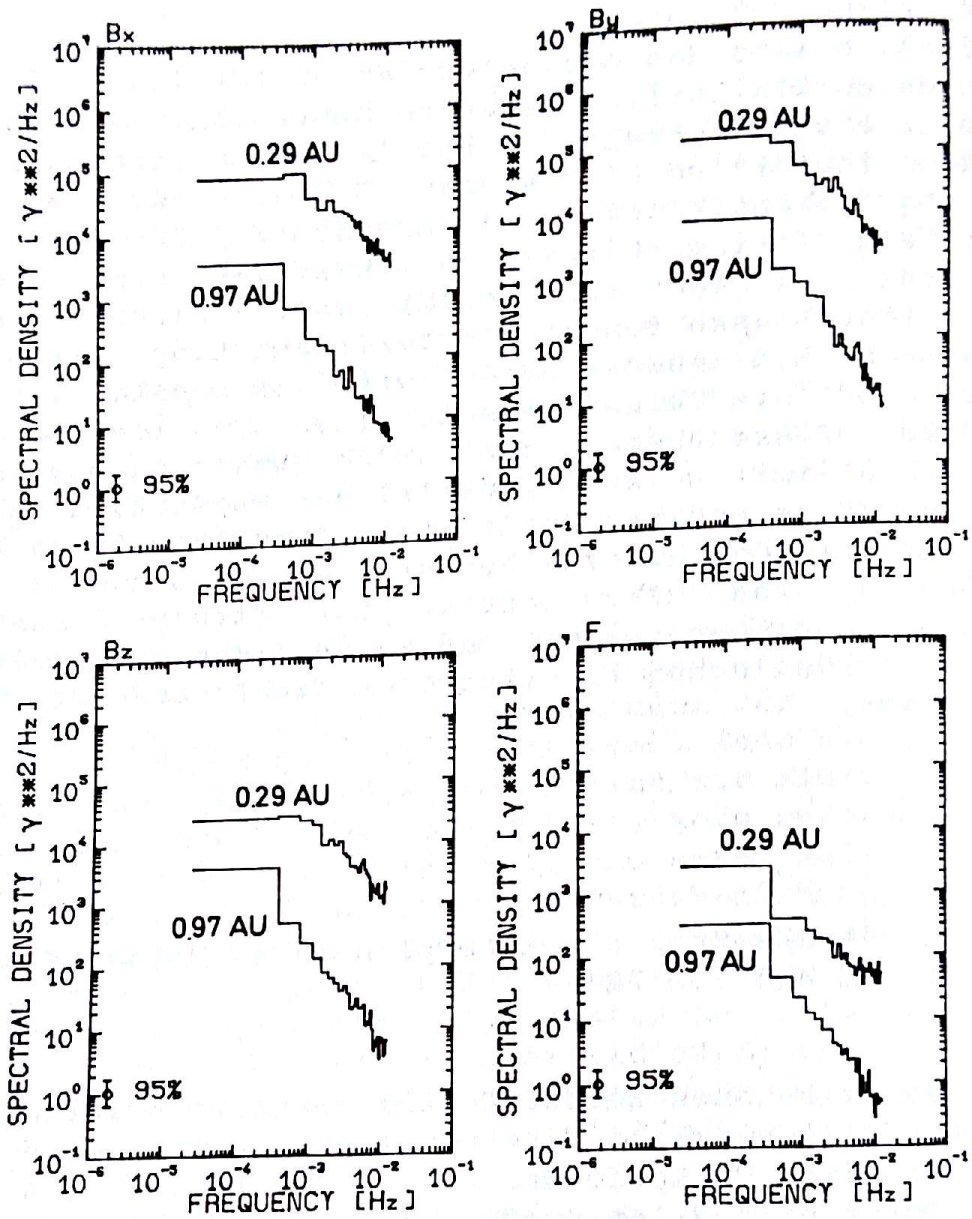 Bx
10⁷
10⁶
10⁵
10⁴
10³
10²
10¹
10⁰
10⁻¹
SPECTRAL DENSITY [ γ **2/Hz ]
0.29 AU
0.97 AU
95%
10⁻⁶ 10⁻⁵ 10⁻⁴ 10⁻³ 10⁻² 10⁻¹
FREQUENCY [Hz]
By
10⁷
10⁶
10⁵
10⁴
10³
10²
10¹
10⁰
10⁻¹
SPECTRAL DENSITY [ γ **2/Hz ]
0.29 AU
0.97 AU
95%
10⁻⁶ 10⁻⁵ 10⁻⁴ 10⁻³ 10⁻² 10⁻¹
FREQUENCY [Hz]
Bz
10⁷
10⁶
10⁵
10⁴
10³
10²
10¹
10⁰
10⁻¹
SPECTRAL DENSITY [ γ **2/Hz ]
0.29 AU
0.97 AU
95%
10⁻⁶ 10⁻⁵ 10⁻⁴ 10⁻³ 10⁻² 10⁻¹
FREQUENCY [Hz]
F
10⁷
10⁶
10⁵
10⁴
10³
10²
10¹
10⁰
10⁻¹
SPECTRAL DENSITY [ γ **2/Hz ]
0.29 AU
0.97 AU
95%
10⁻⁶ 10⁻⁵ 10⁻⁴ 10⁻³ 10⁻² 10⁻¹
FREQUENCY [Hz]